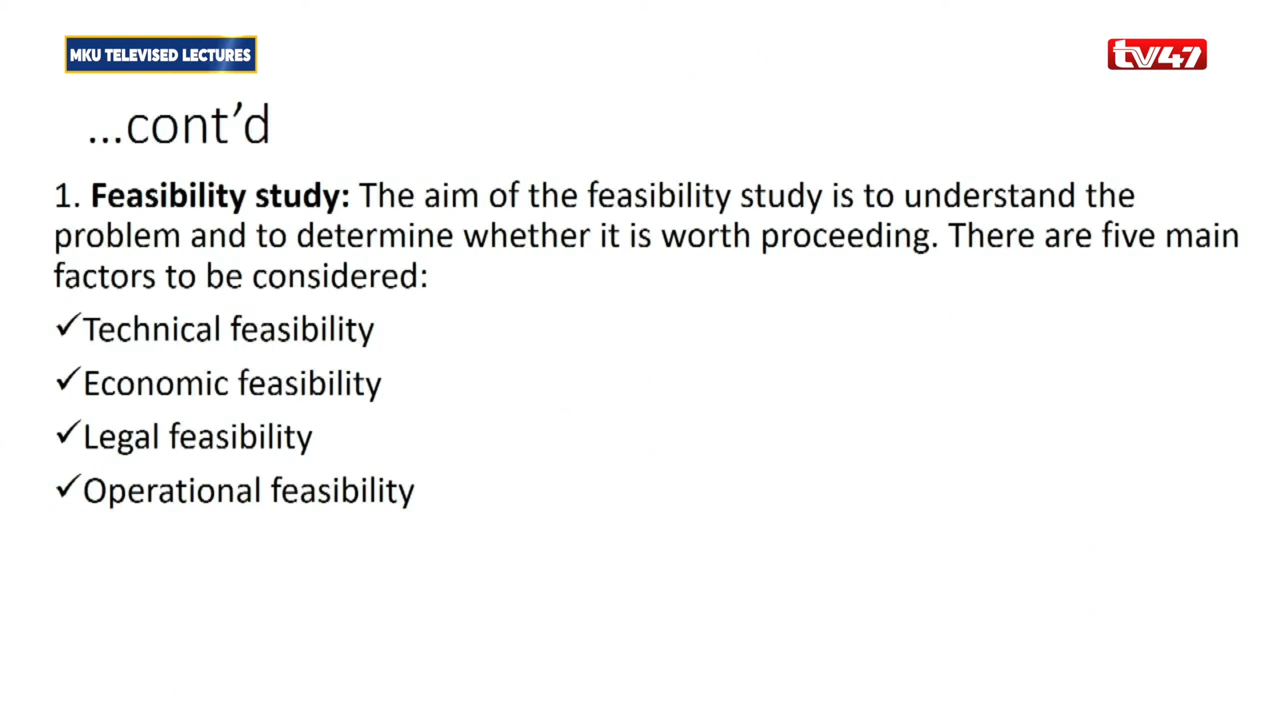 MKU TELEVISED LECTURES
tv47
...cont'd
1. Feasibility study: The aim of the feasibility study is to understand the
problem and to determine whether it is worth proceeding. There are five main
factors to be considered:
✓Technical feasibility
✓Economic feasibility
✓Legal feasibility
✓Operational feasibility